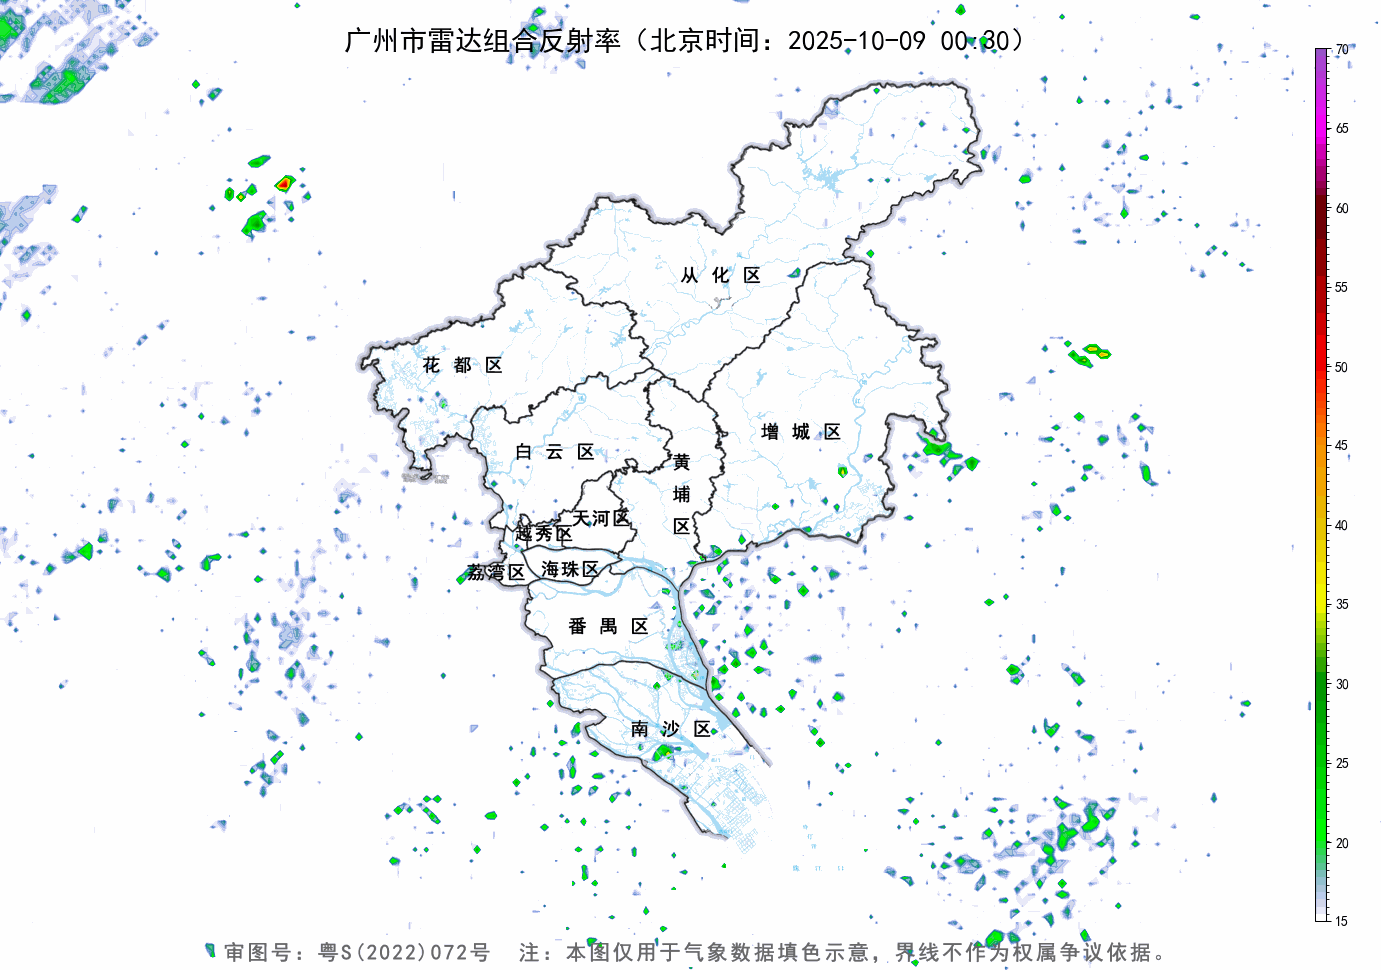 广州市雷达组合反射率（北京时间：2025-10-09 00:30）
70
65
60
55
50
45
40
35
30
25
20
15
从化区
花都区
增城区
白云区
黄埔区
天河区
越秀区
荔湾区
海珠区
番禺区
南沙区
审图号：粤S(2022)072号 注：本图仅用于气象数据填色示意，界线不作为权属争议依据。